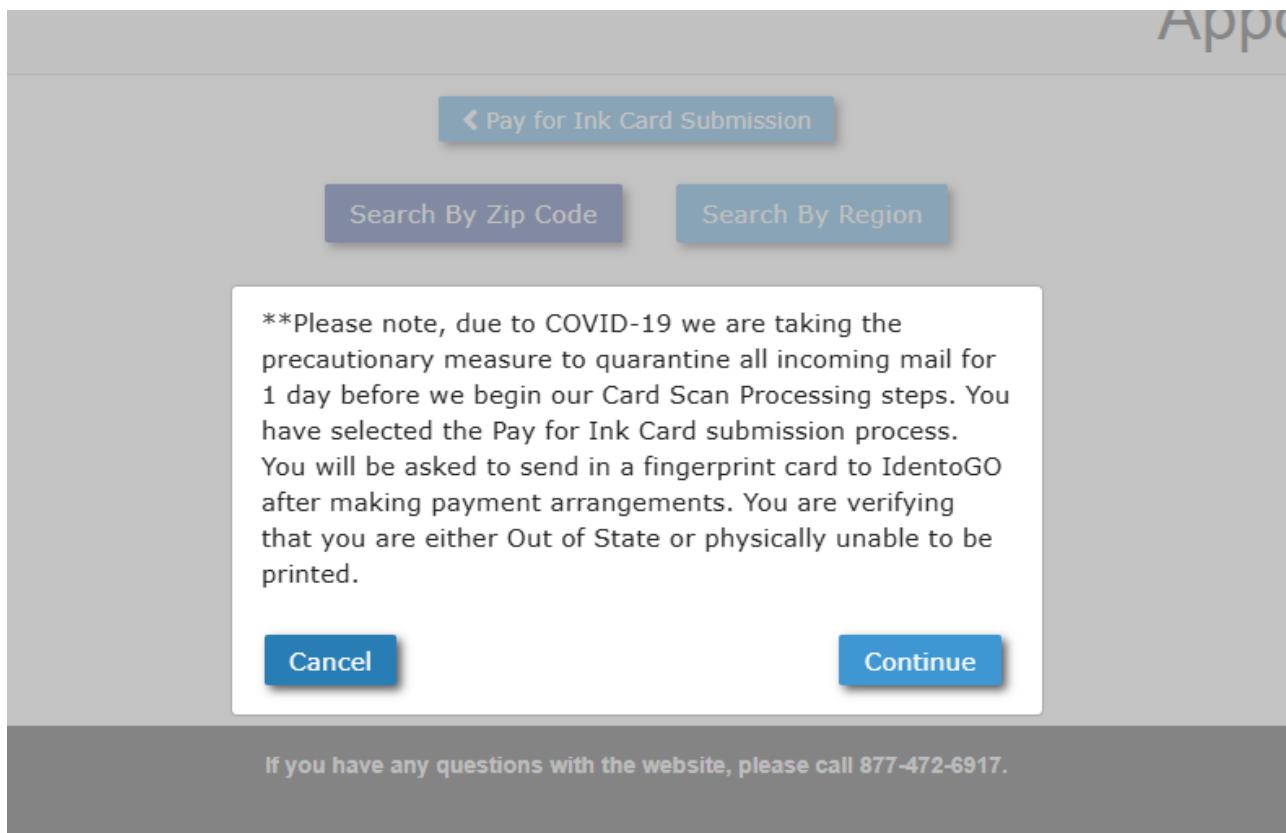 Pay for Ink Card Submission
Search By Zip Code
Search By Region
**Please note, due to COVID-19 we are taking the
precautionary measure to quarantine all incoming mail for
1 day before we begin our Card Scan Processing steps. You
have selected the Pay for Ink Card submission process.
You will be asked to send in a fingerprint card to IdentoGO
after making payment arrangements. You are verifying
that you are either Out of State or physically unable to be
printed.
Cancel
Continue
If you have any questions with the website, please call 877-472-6917.